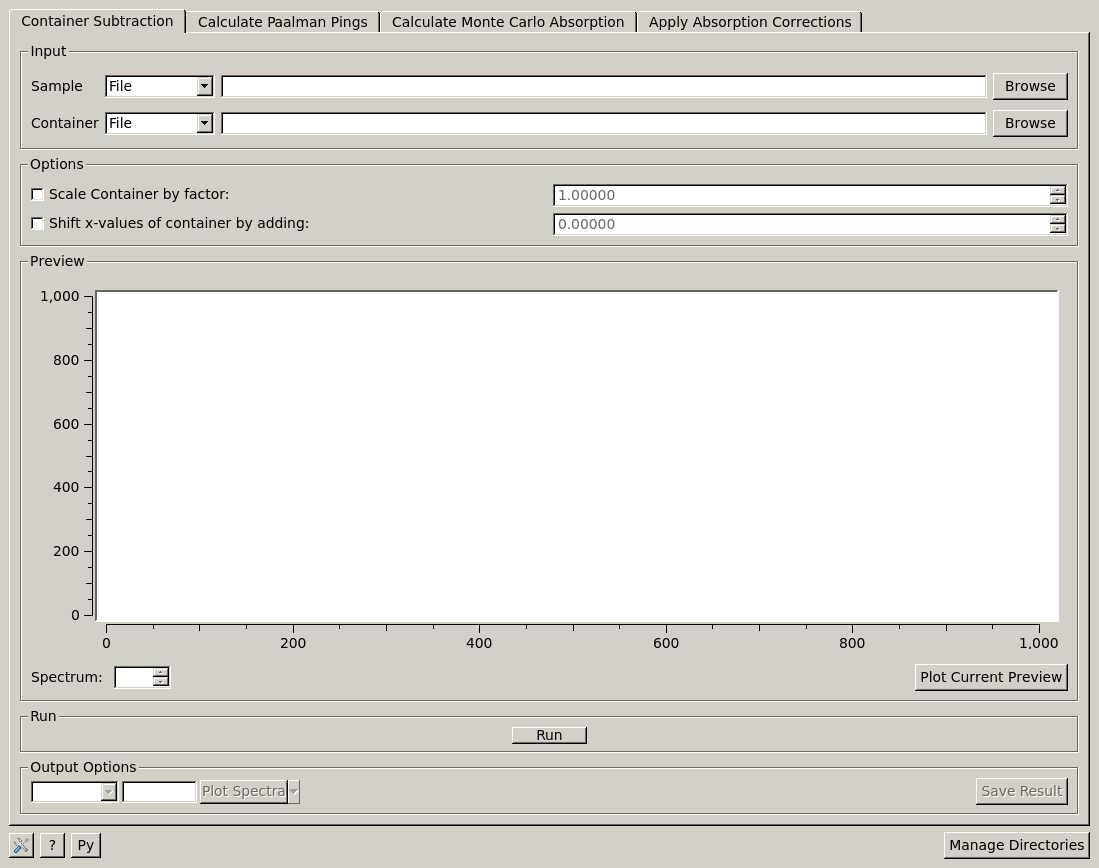 Container Subtraction Calculate Paalman Pings Calculate Monte Carlo Absorption Apply Absorption Corrections
Input
Sample File Browse
Container File Browse
Options
Scale Container by factor: 1.00000
Shift x-values of container by adding: 0.00000
Preview
1,000
800
600
400
200
0
0 200 400 600 800 1,000
Spectrum: Plot Current Preview
Run
Run
Output Options
Plot Spectra Save Result
? Py Manage Directories